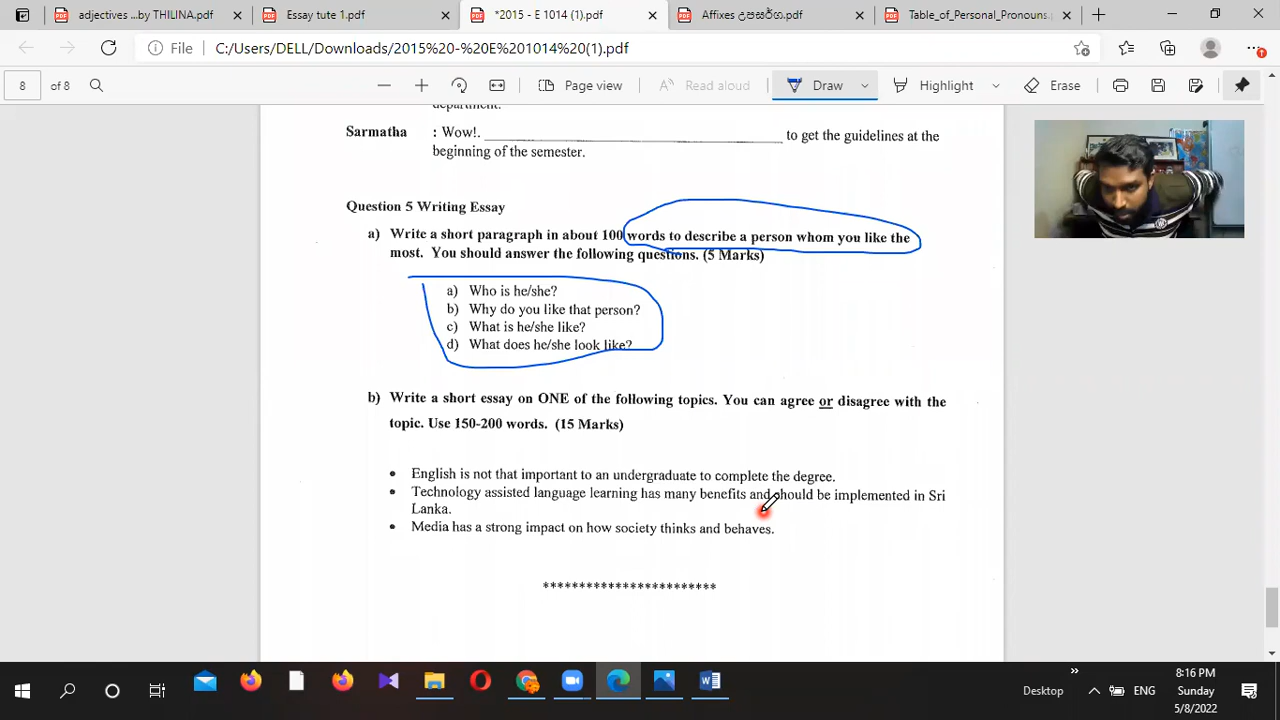 adjectives ...by THILINA.pdf
Essay tute 1.pdf
*2015 - E 1014 (1).pdf
Affixes උපසර්ග.pdf
Table_of_Personal_Pronouns.
File
C:/Users/DELL/Downloads/2015%20-%20E%201014%20(1).pdf
8
of 8
Page view
Read aloud
Draw
Highlight
Erase
department.
Sarmatha : Wow!. ________ to get the guidelines at the
beginning of the semester.
Question 5 Writing Essay
a) Write a short paragraph in about 100 words to describe a person whom you like the
most. You should answer the following questions. (5 Marks)
a) Who is he/she?
b) Why do you like that person?
c) What is he/she like?
d) What does he/she look like?
b) Write a short essay on ONE of the following topics. You can agree or disagree with the
topic. Use 150-200 words. (15 Marks)
• English is not that important to an undergraduate to complete the degree.
• Technology assisted language learning has many benefits and should be implemented in Sri
Lanka.
• Media has a strong impact on how society thinks and behaves.
************************
8:16 PM
Desktop
ENG
Sunday
5/8/2022